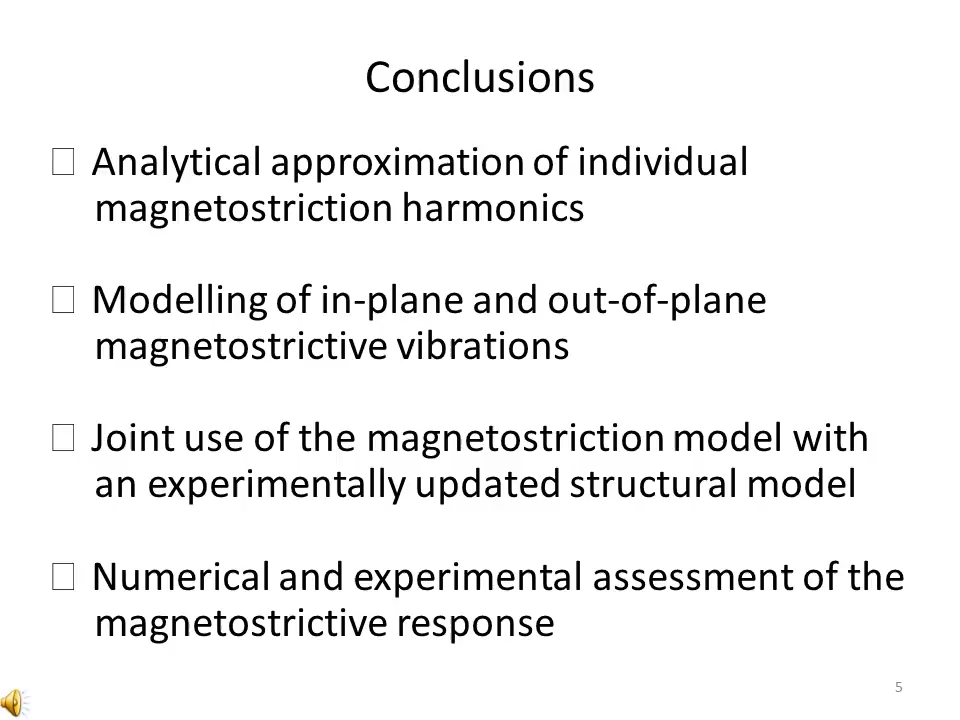 Conclusions
Analytical approximation of individual
magnetostriction harmonics
Modelling of in-plane and out-of-plane
magnetostrictive vibrations
Joint use of the magnetostriction model with
an experimentally updated structural model
Numerical and experimental assessment of the
magnetostrictive response
5